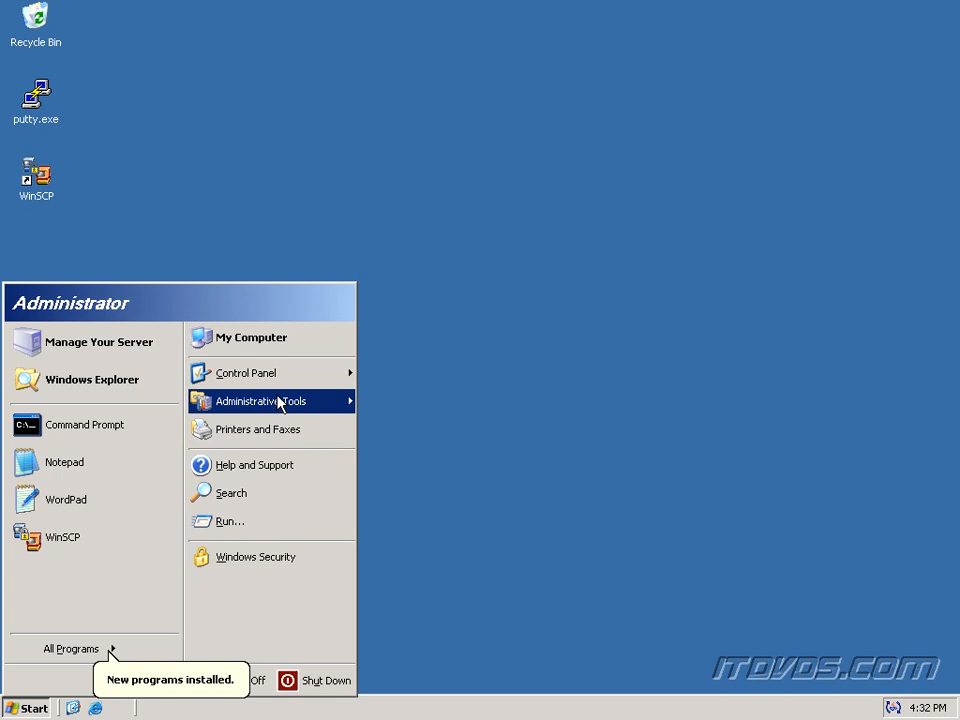 Recycle Bin
putty.exe
WinSCP
Administrator
Manage Your Server
Windows Explorer
Command Prompt
Notepad
WordPad
WinSCP
All Programs
My Computer
Control Panel
Administrative Tools
Printers and Faxes
Help and Support
Search
Run...
Windows Security
New programs installed.
Off
Shut Down
Start
4:32 PM
ITDVDS.COM